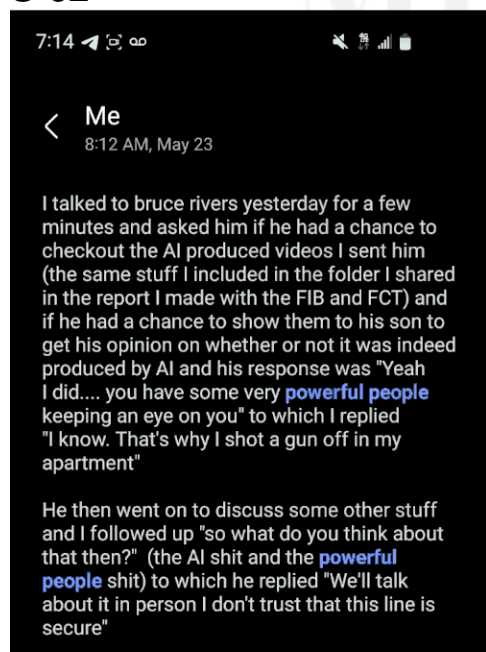 7:14
Me
8:12 AM, May 23
I talked to bruce rivers yesterday for a few
minutes and asked him if he had a chance to
checkout the AI produced videos I sent him
(the same stuff I included in the folder I shared
in the report I made with the FIB and FCT) and
if he had a chance to show them to his son to
get his opinion on whether or not it was indeed
produced by AI and his response was "Yeah
I did.... you have some very powerful people
keeping an eye on you" to which I replied
"I know. That's why I shot a gun off in my
apartment"
He then went on to discuss some other stuff
and I followed up "so what do you think about
that then?"  (the AI shit and the powerful
people shit) to which he replied "We'll talk
about it in person I don't trust that this line is
secure"